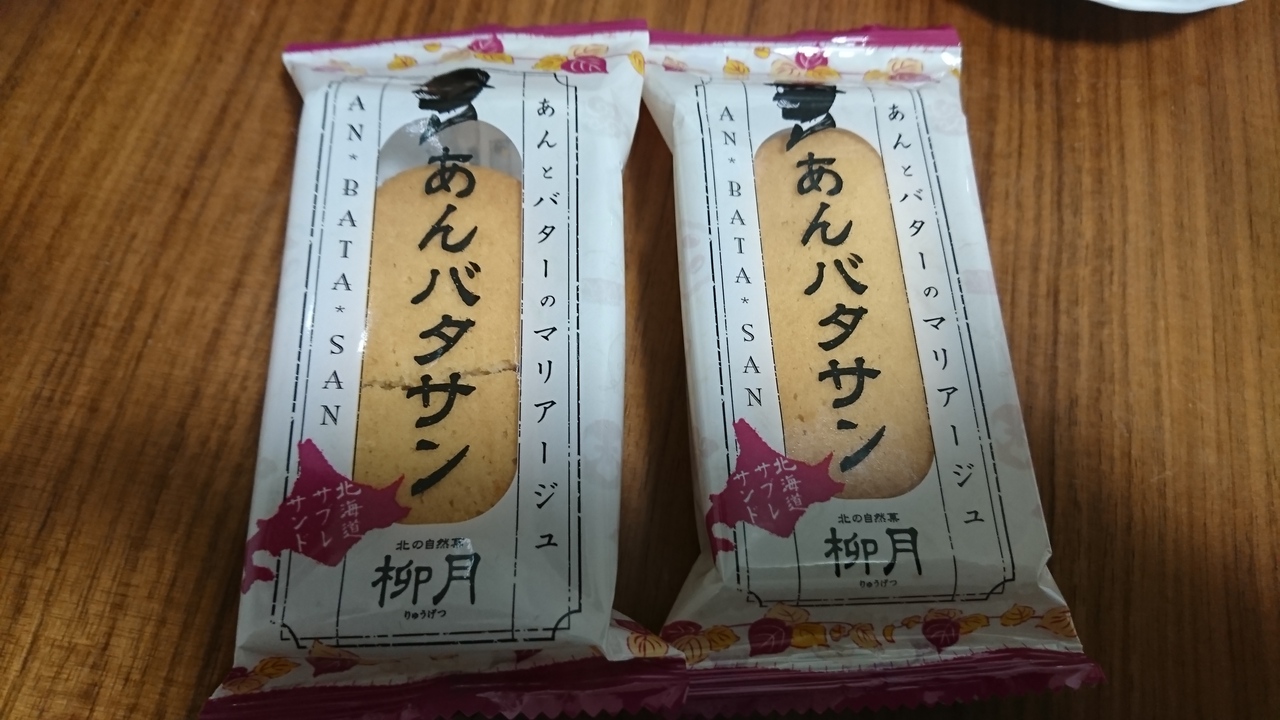 AN*BATA*SAN
あんバタサン
あんとバターのマリアージュ
北海道
サブレ
サンド
北の自然菓
柳月
りゅうげつ
AN*BATA*SAN
あんバタサン
あんとバターのマリアージュ
北海道
サブレ
サンド
北の自然菓
柳月
りゅうげつ